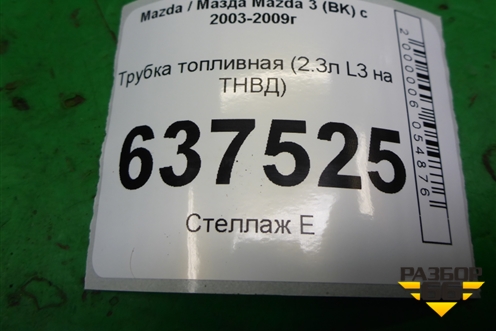 Mazda / Мазда Mazda 3 (BK) с
2003-2009г
Трубка топливная (2.3л L3 на
ТНВД)
637525
Стеллаж Е
2000006054876
РАЗБОР